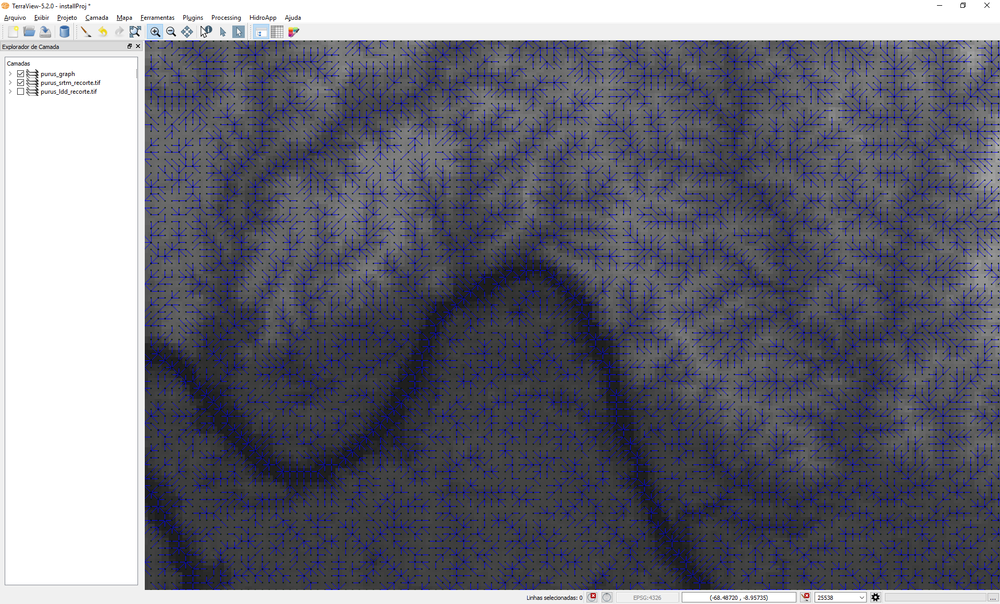 TerraView-5.2.0 - installProj *
Arquivo Exibir Projeto Camada Mapa Ferramentas Plugins Processing HidroApp Ajuda
Explorador de Camada
Camadas
purus_graph
purus_srtm_recorte.tif
purus_ldd_recorte.tif
Linhas selecionadas: 0 EPSG:4326 (-68.48720 , -8.95735) 25538 ...